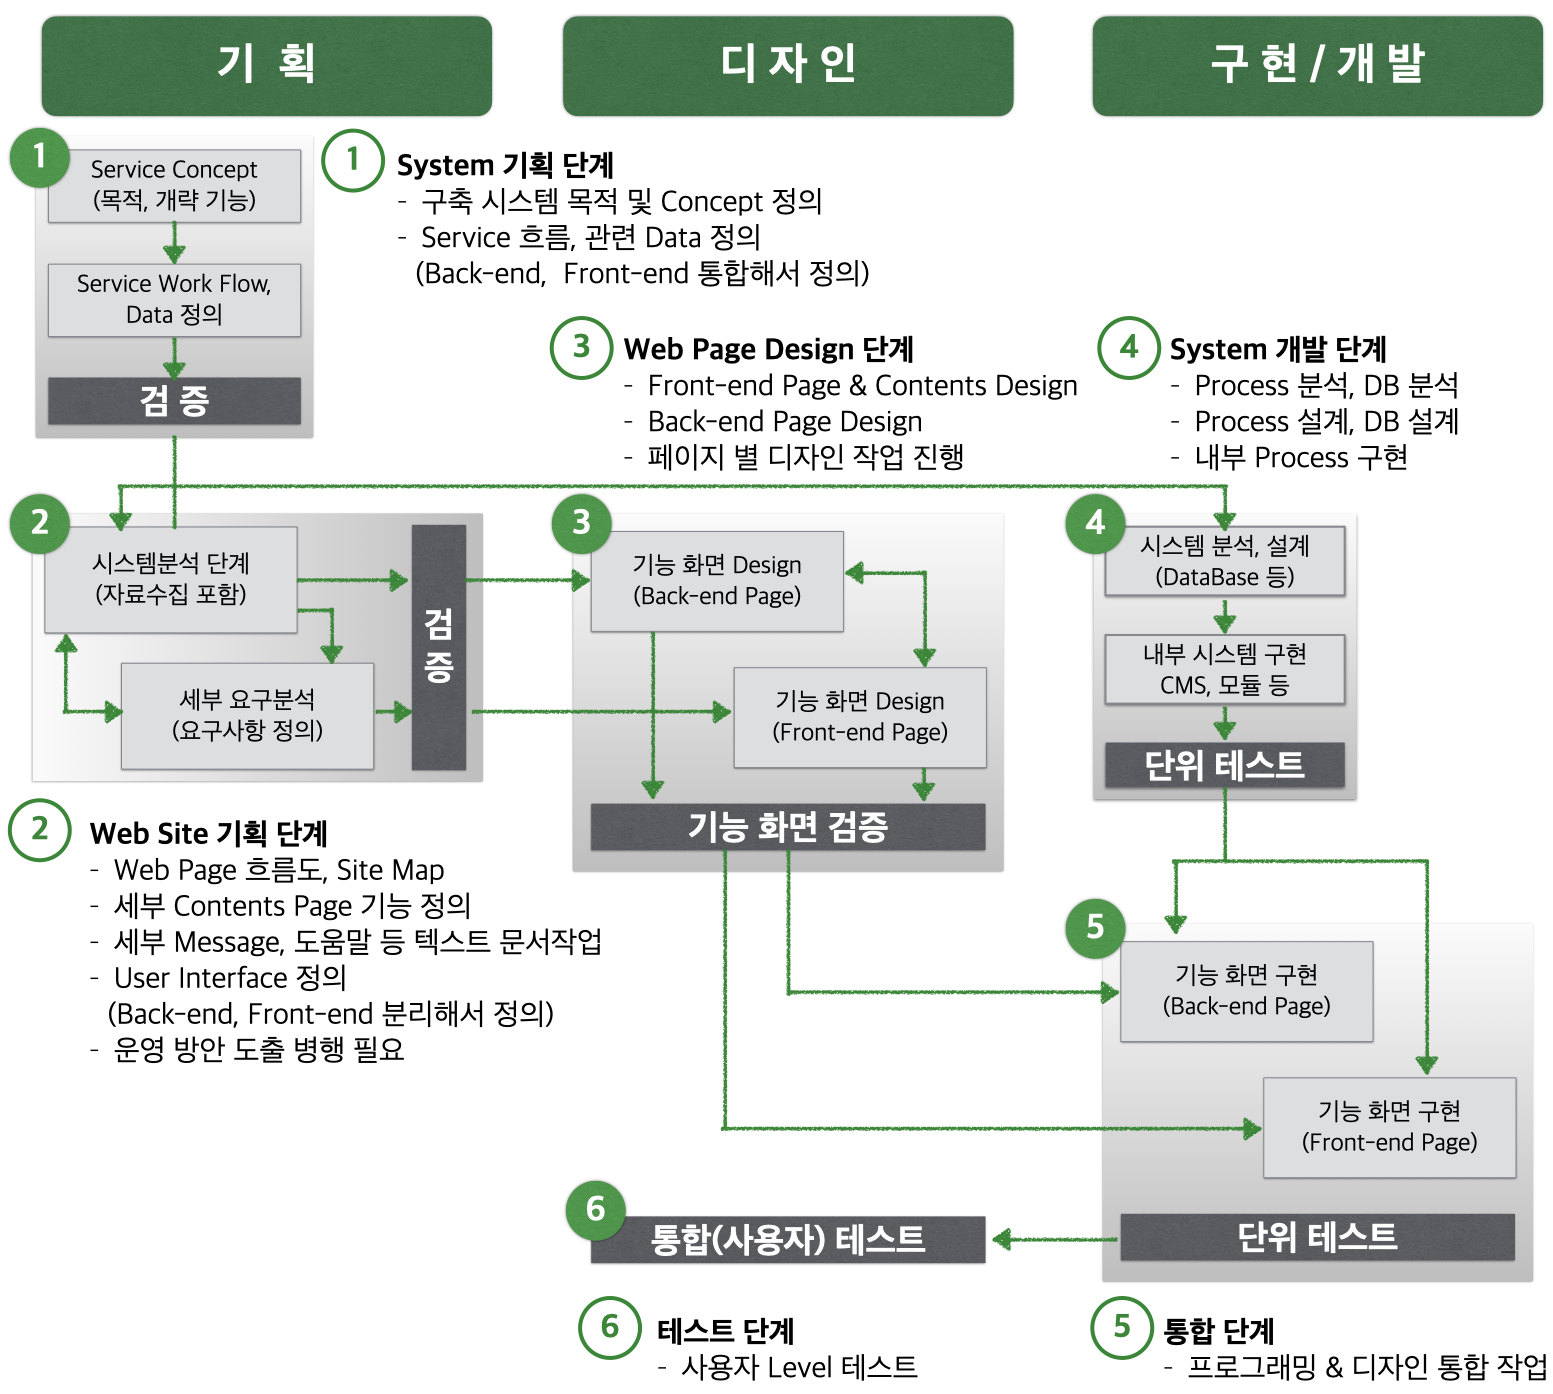 기 획
디 자 인
구 현 / 개 발
1
Service Concept
(목적, 개략 기능)
Service Work Flow,
Data 정의
검 증
1
System 기획 단계
- 구축 시스템 목적 및 Concept 정의
- Service 흐름, 관련 Data 정의
(Back-end, Front-end 통합해서 정의)
3
Web Page Design 단계
- Front-end Page & Contents Design
- Back-end Page Design
- 페이지 별 디자인 작업 진행
4
System 개발 단계
- Process 분석, DB 분석
- Process 설계, DB 설계
- 내부 Process 구현
2
시스템분석 단계
(자료수집 포함)
세부 요구분석
(요구사항 정의)
검
증
3
기능 화면 Design
(Back-end Page)
기능 화면 Design
(Front-end Page)
기능 화면 검증
4
시스템 분석, 설계
(DataBase 등)
내부 시스템 구현
CMS, 모듈 등
단위 테스트
2
Web Site 기획 단계
- Web Page 흐름도, Site Map
- 세부 Contents Page 기능 정의
- 세부 Message, 도움말 등 텍스트 문서작업
- User Interface 정의
(Back-end, Front-end 분리해서 정의)
- 운영 방안 도출 병행 필요
5
기능 화면 구현
(Back-end Page)
기능 화면 구현
(Front-end Page)
단위 테스트
6
통합(사용자) 테스트
6
테스트 단계
- 사용자 Level 테스트
5
통합 단계
- 프로그래밍 & 디자인 통합 작업